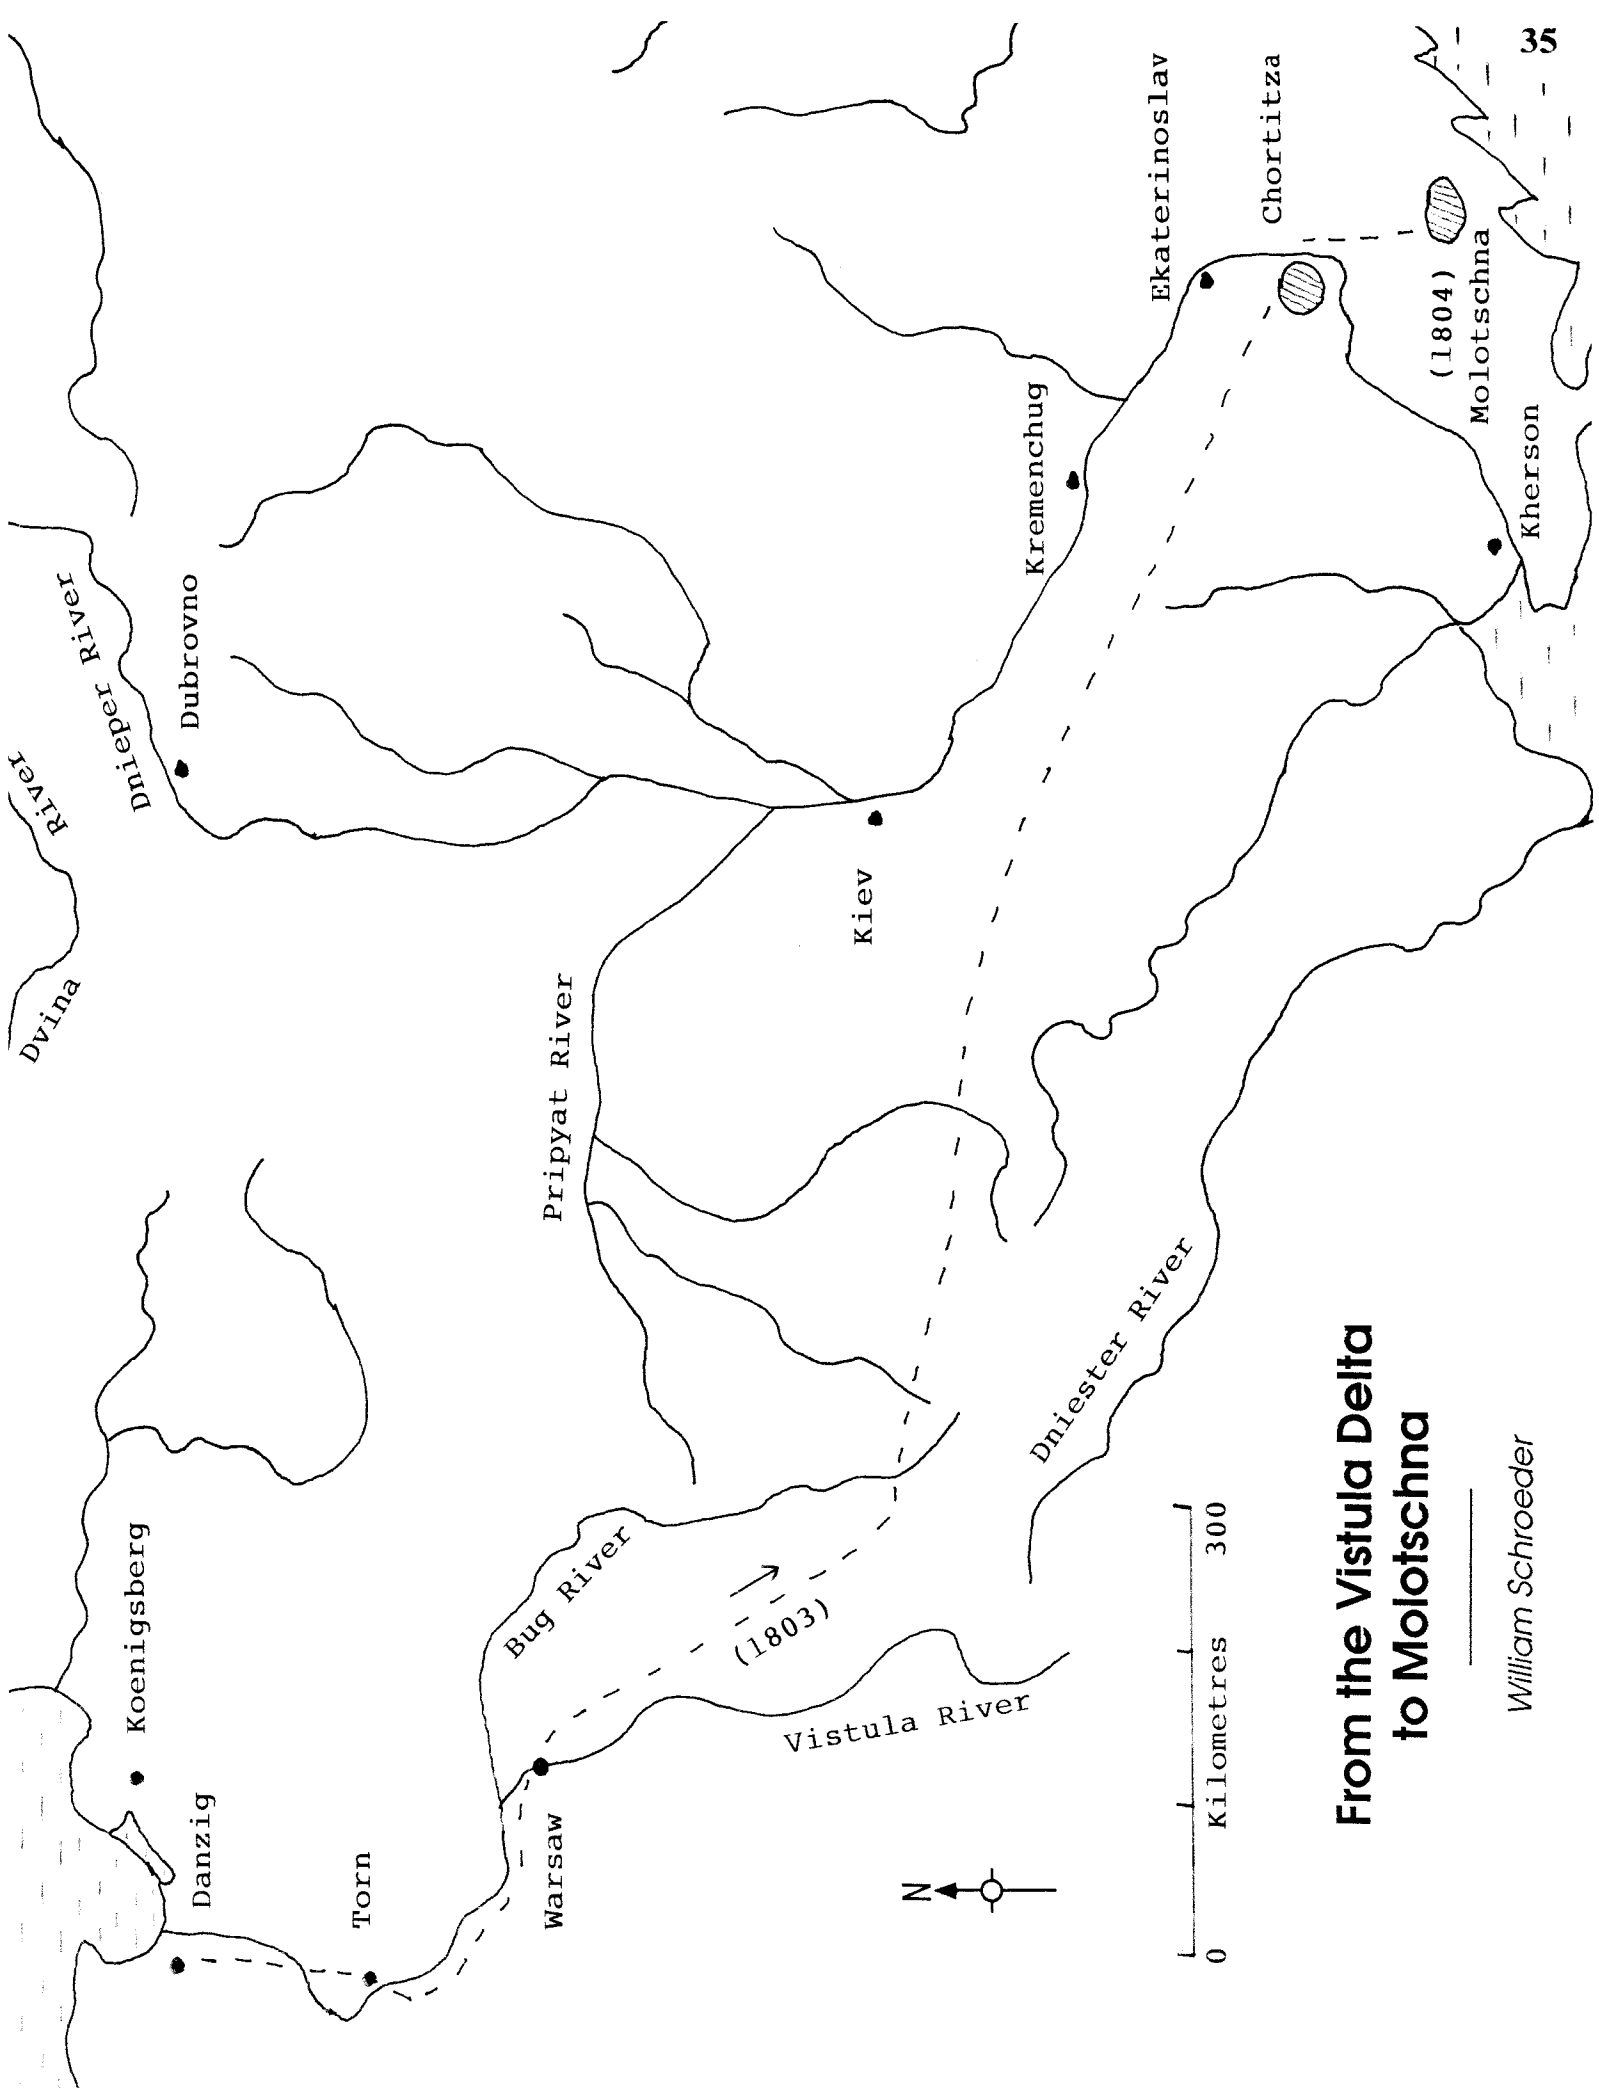 35
Dvina River
Dnieper River
Dubrovno
Koenigsberg
Danzig
Torn
Warsaw
Bug River
Pripyat River
Kiev
Kremenchug
Ekaterinoslav
Chortitza
(1804)
Molotschna
Kherson
(1803)
Vistula River
Dniester River
N
0 Kilometres 300
From the Vistula Delta
to Molotschna
William Schroeder